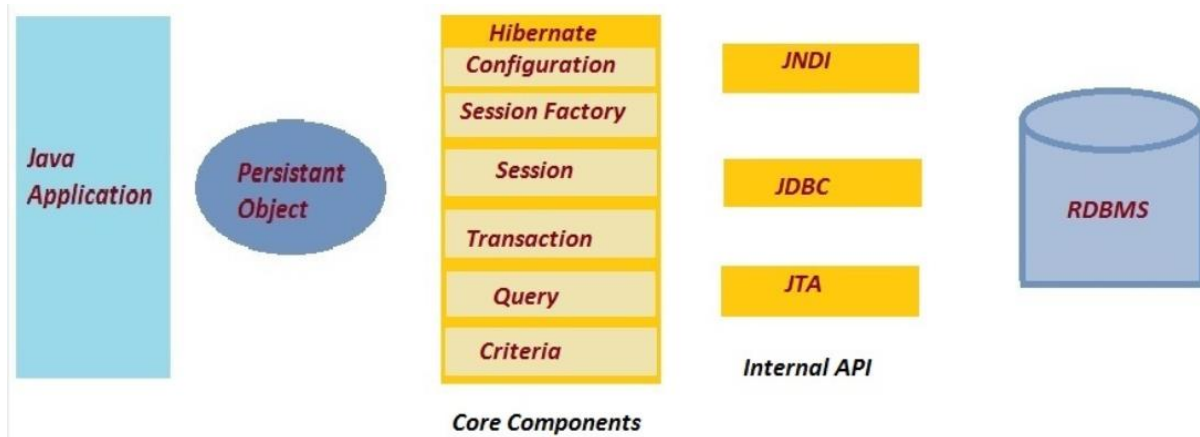 Java
Application
Persistant
Object
Hibernate
Configuration
Session Factory
Session
Transaction
Query
Criteria
Core Components
JNDI
JDBC
JTA
Internal API
RDBMS